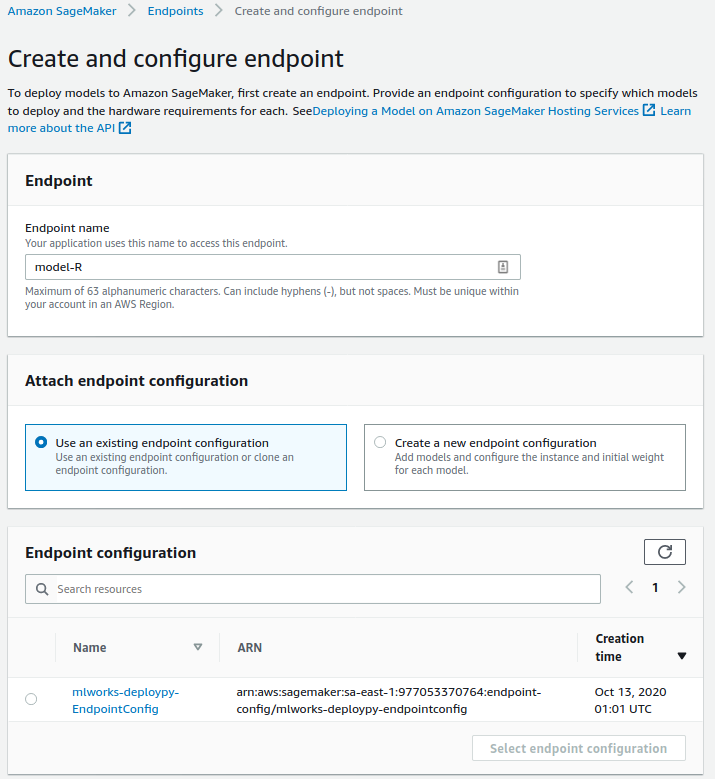 Amazon SageMaker > Endpoints > Create and configure endpoint
Create and configure endpoint
To deploy models to Amazon SageMaker, first create an endpoint. Provide an endpoint configuration to specify which models
to deploy and the hardware requirements for each. SeeDeploying a Model on Amazon SageMaker Hosting Services Learn
more about the API
Endpoint
Endpoint name
Your application uses this name to access this endpoint.
model-R
Maximum of 63 alphanumeric characters. Can include hyphens (-), but not spaces. Must be unique within
your account in an AWS Region.
Attach endpoint configuration
Use an existing endpoint configuration
Use an existing endpoint configuration or clone an
endpoint configuration.
Create a new endpoint configuration
Add models and configure the instance and initial weight
for each model.
Endpoint configuration
Search resources
1
Name
ARN
Creation
time
mlworks-deploypy-
EndpointConfig
arn:aws:sagemaker:sa-east-1:977053370764:endpoint-
config/mlworks-deploypy-endpointconfig
Oct 13, 2020
01:01 UTC
Select endpoint configuration